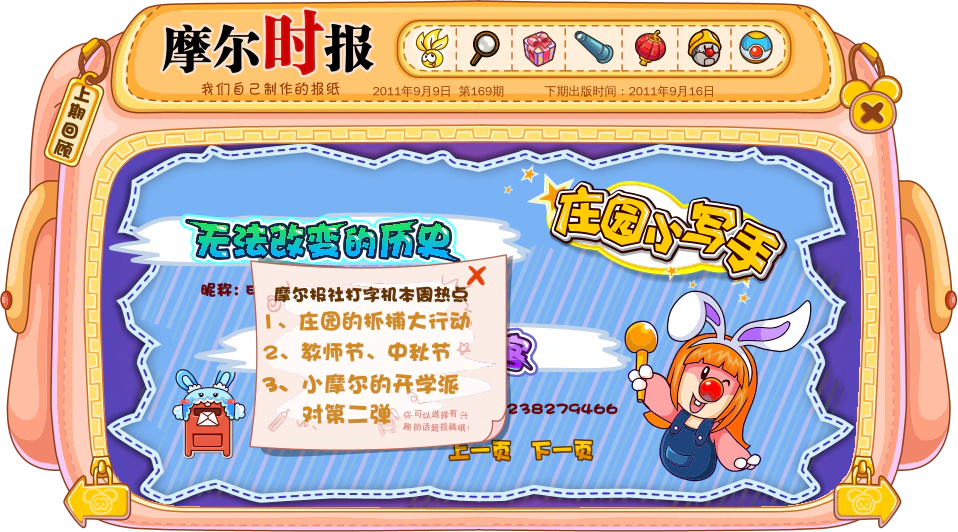 摩尔时报
我们自己制作的报纸
2011年9月9日 第169期
下期出版时间：2011年9月16日
上期回顾
庄园小写手
无法改变的历史
昵称：
摩尔报社打字机本周热点
1、庄园的抓捕大行动
2、教师节、中秋节
3、小摩尔的开学派
对第二弹
你可以选择有兴
趣的话题投稿哦！
客
238279466
上一页 下一页